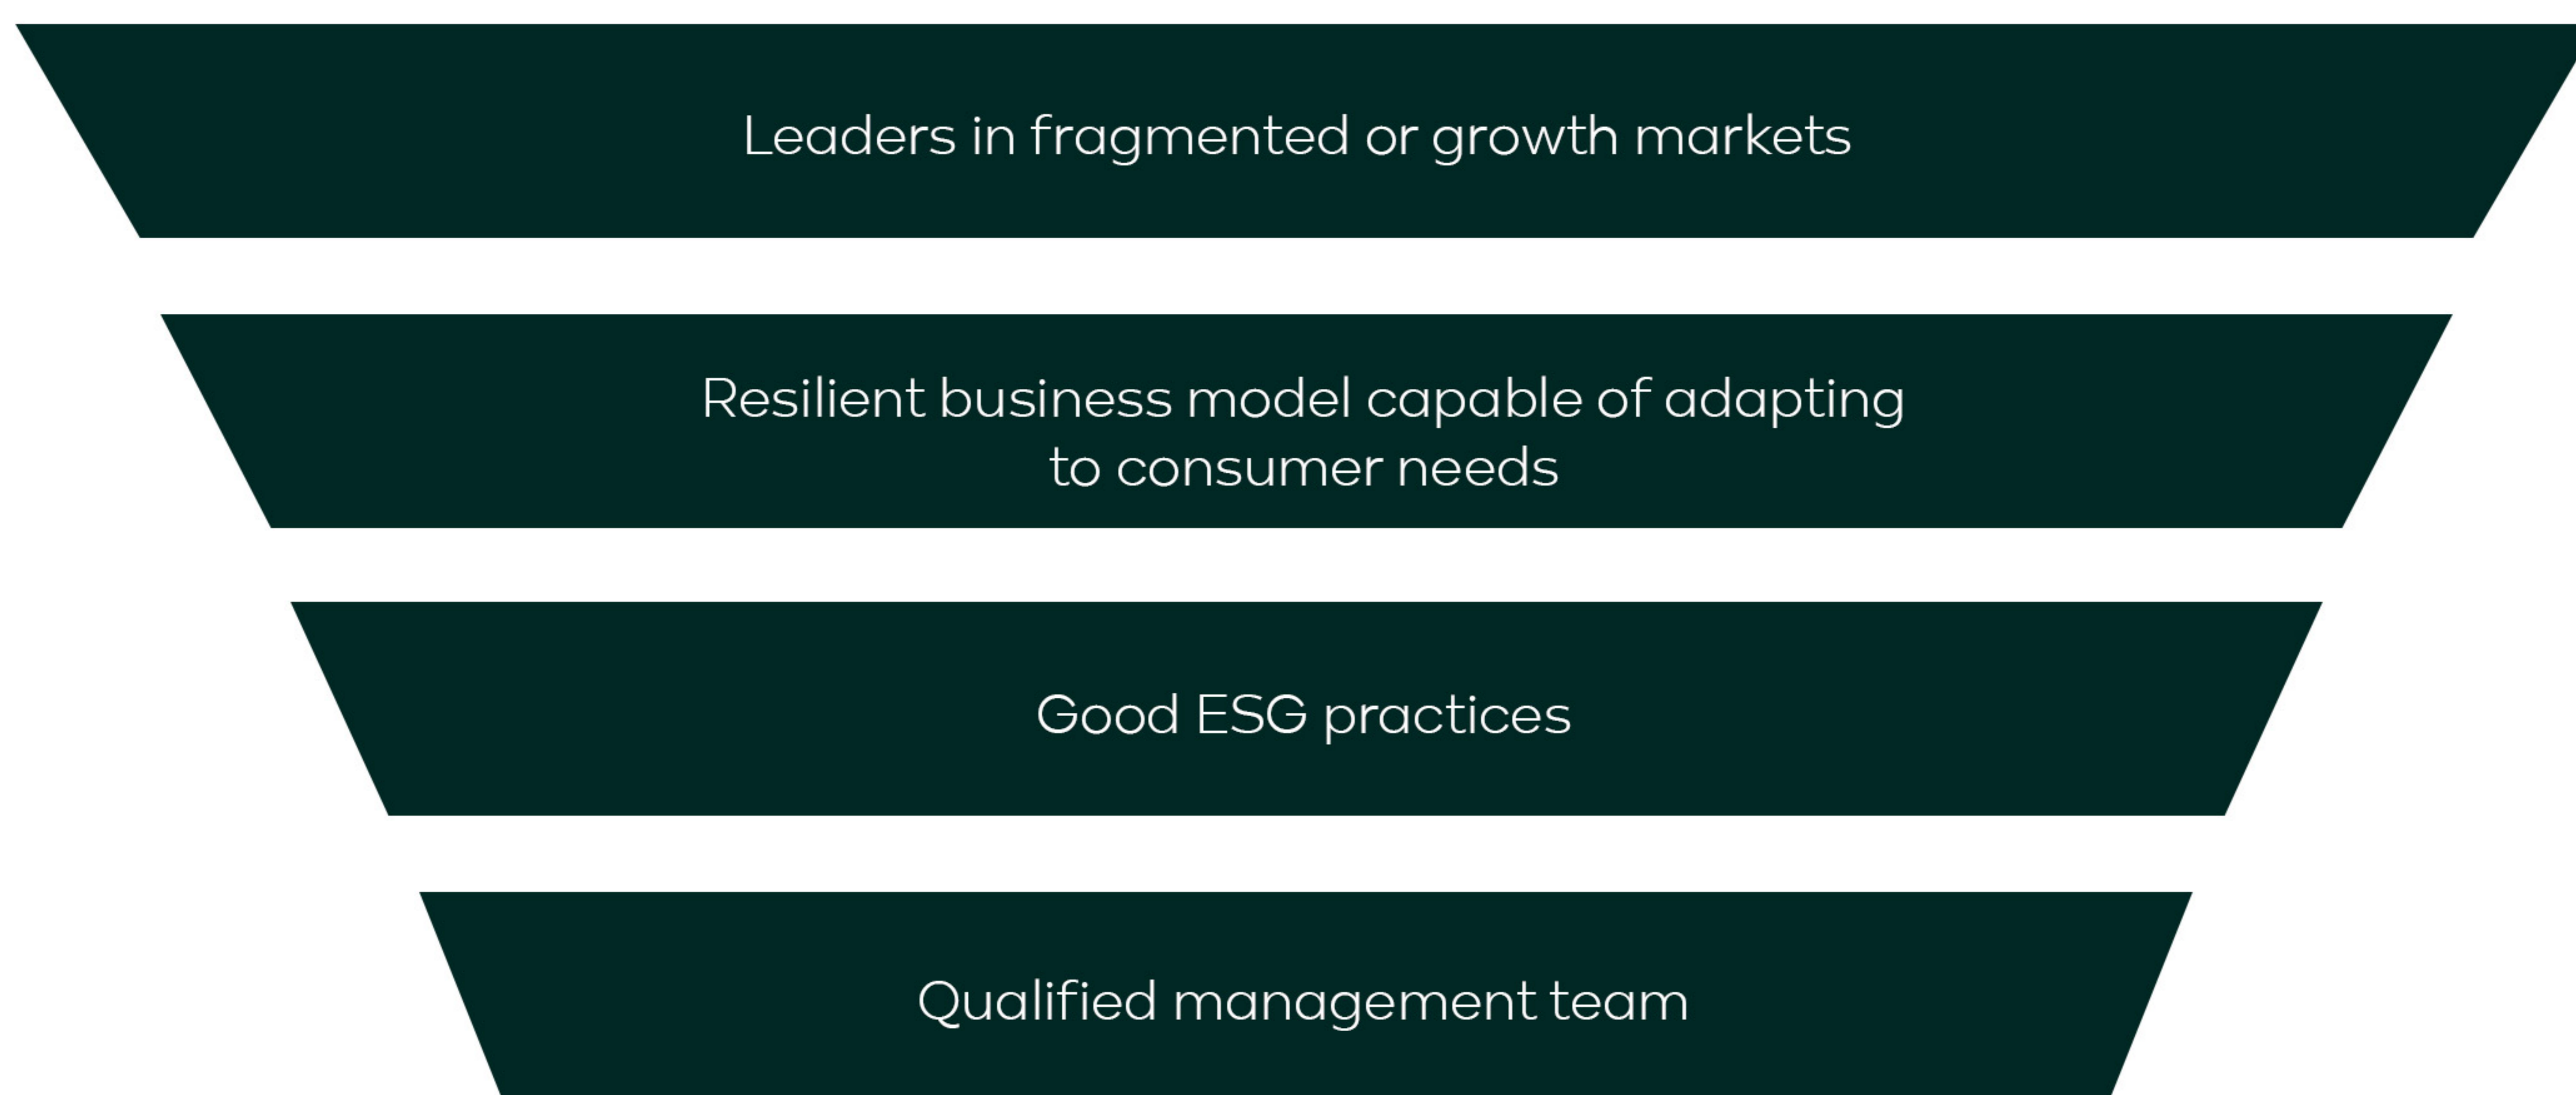 Leaders in fragmented or growth markets
Resilient business model capable of adapting
to consumer needs
Good ESG practices
Qualified management team